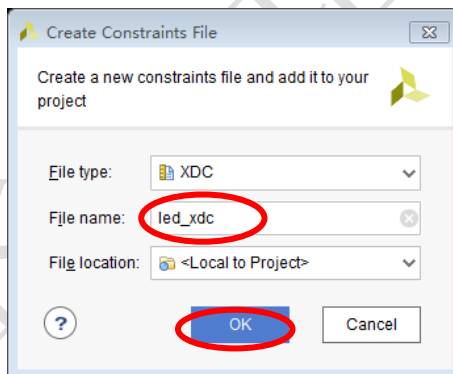 Create Constraints File
Create a new constraints file and add it to your
project
File type: XDC
File name: led_xdc
File location: <Local to Project>
? OK Cancel